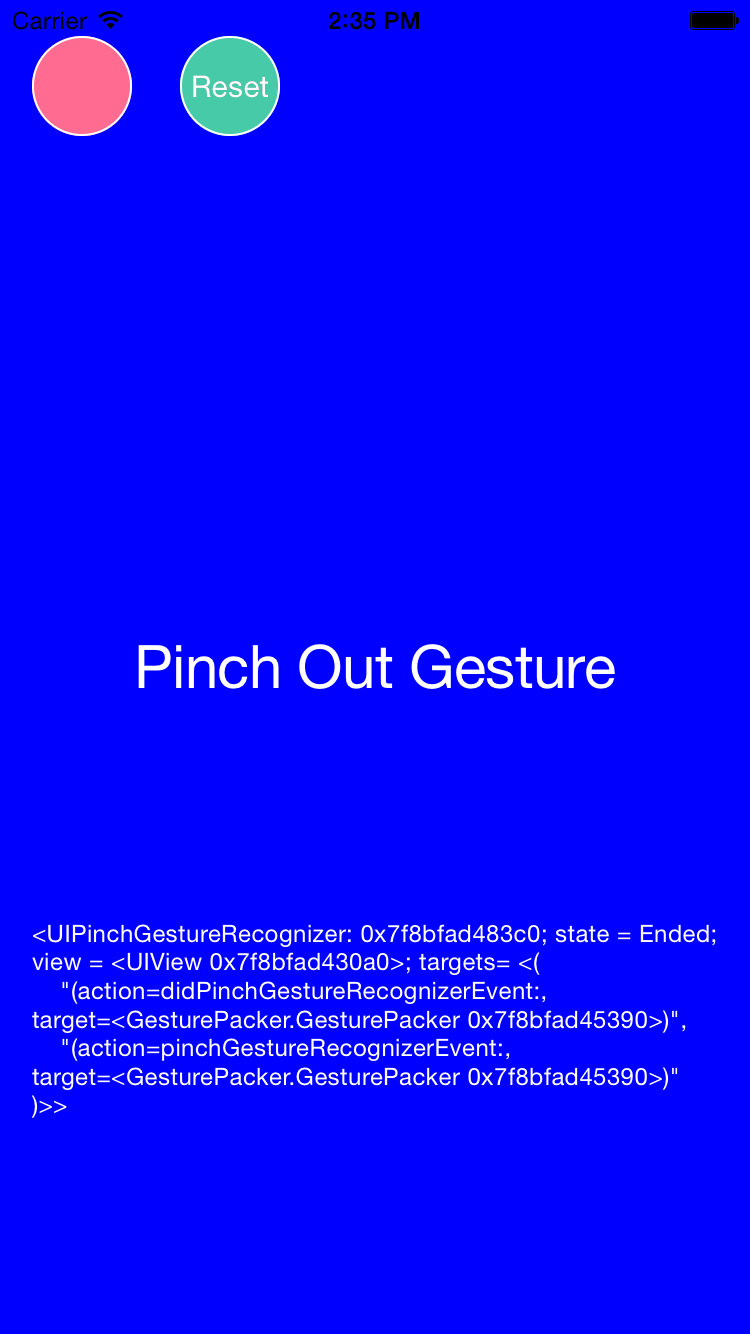 Carrier 2:35 PM
Reset
Pinch Out Gesture
<UIPinchGestureRecognizer: 0x7f8bfad483c0; state = Ended;
view = <UIView 0x7f8bfad430a0>; targets= <(
    "(action=didPinchGestureRecognizerEvent:,
target=<GesturePacker.GesturePacker 0x7f8bfad45390>)",
    "(action=pinchGestureRecognizerEvent:,
target=<GesturePacker.GesturePacker 0x7f8bfad45390>)"
)>>